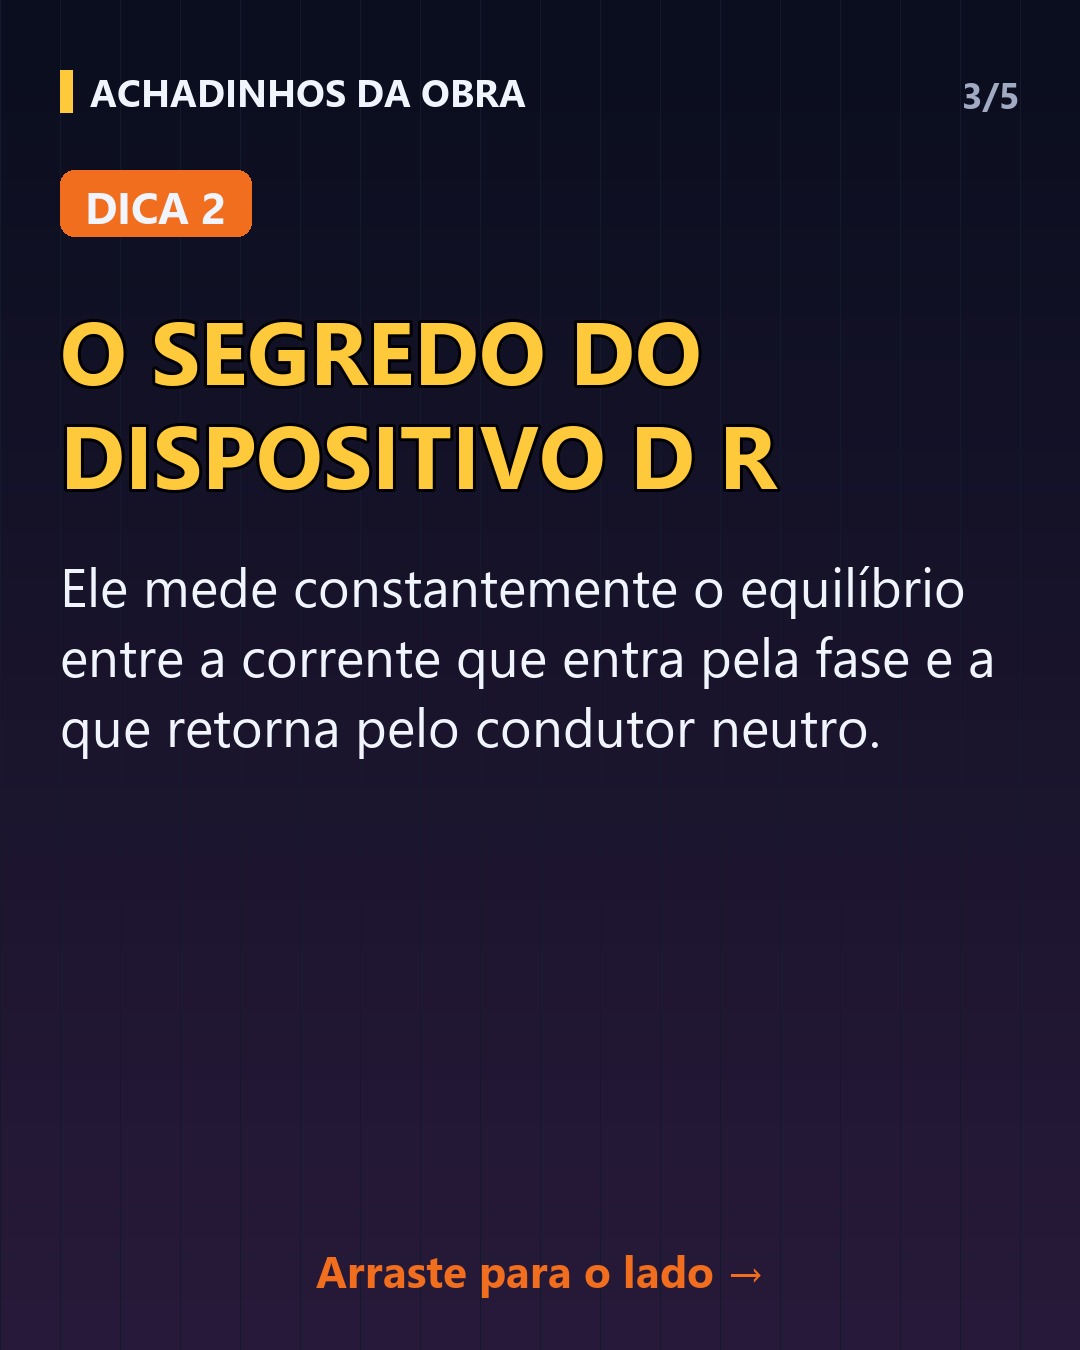 ACHADINHOS DA OBRA
3/5
DICA 2
O SEGREDO DO
DISPOSITIVO D R
Ele mede constantemente o equilíbrio
entre a corrente que entra pela fase e a
que retorna pelo condutor neutro.
Arraste para o lado →